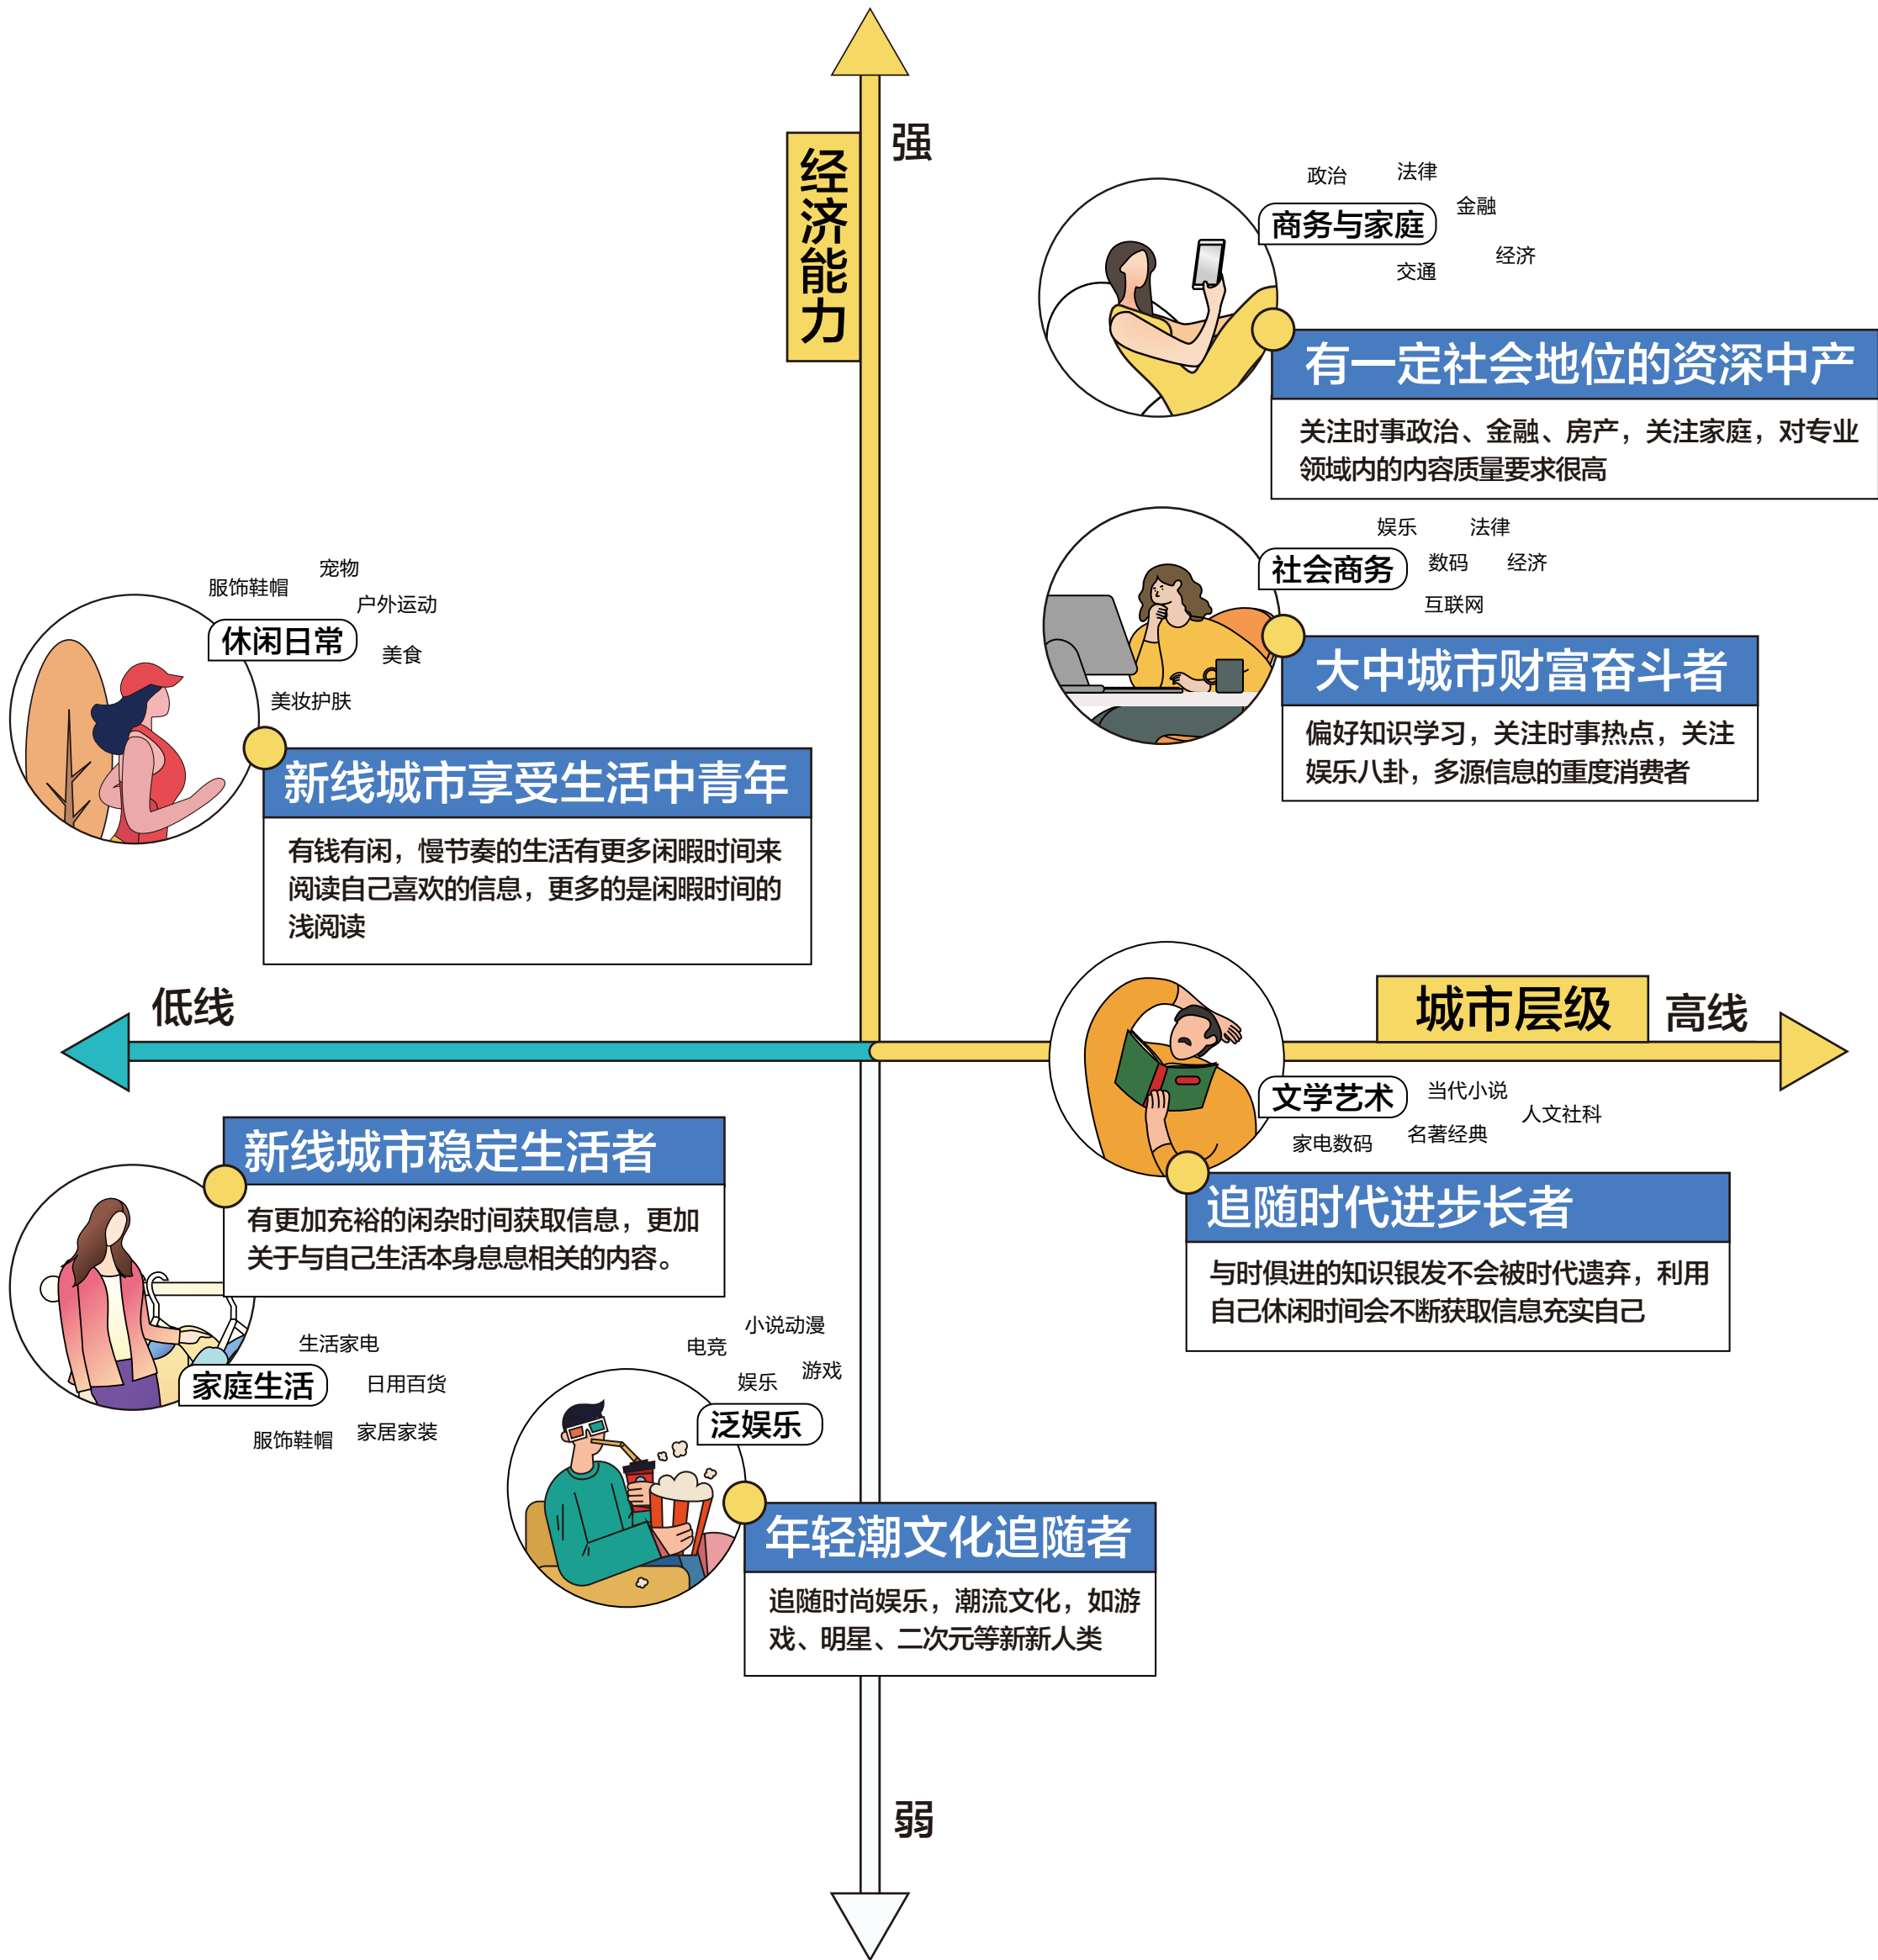 强
经济能力
政治
法律
金融
商务与家庭
经济
交通
有一定社会地位的资深中产
关注时事政治、金融、房产，关注家庭，对专业
领域内的内容质量要求很高
娱乐
法律
社会商务
数码
经济
互联网
大中城市财富奋斗者
偏好知识学习，关注时事热点，关注
娱乐八卦，多源信息的重度消费者
宠物
服饰鞋帽
户外运动
休闲日常
美食
美妆护肤
新线城市享受生活中青年
有钱有闲，慢节奏的生活有更多闲暇时间来
阅读自己喜欢的信息，更多的是闲暇时间的
浅阅读
低线
城市层级
高线
文学艺术
当代小说
人文社科
家电数码
名著经典
追随时代进步长者
与时俱进的知识银发不会被时代遗弃，利用
自己休闲时间会不断获取信息充实自己
新线城市稳定生活者
有更加充裕的闲杂时间获取信息，更加
关于与自己生活本身息息相关的内容。
生活家电
家庭生活
日用百货
服饰鞋帽
家居家装
小说动漫
电竞
游戏
娱乐
泛娱乐
年轻潮文化追随者
追随时尚娱乐，潮流文化，如游
戏、明星、二次元等新新人类
弱